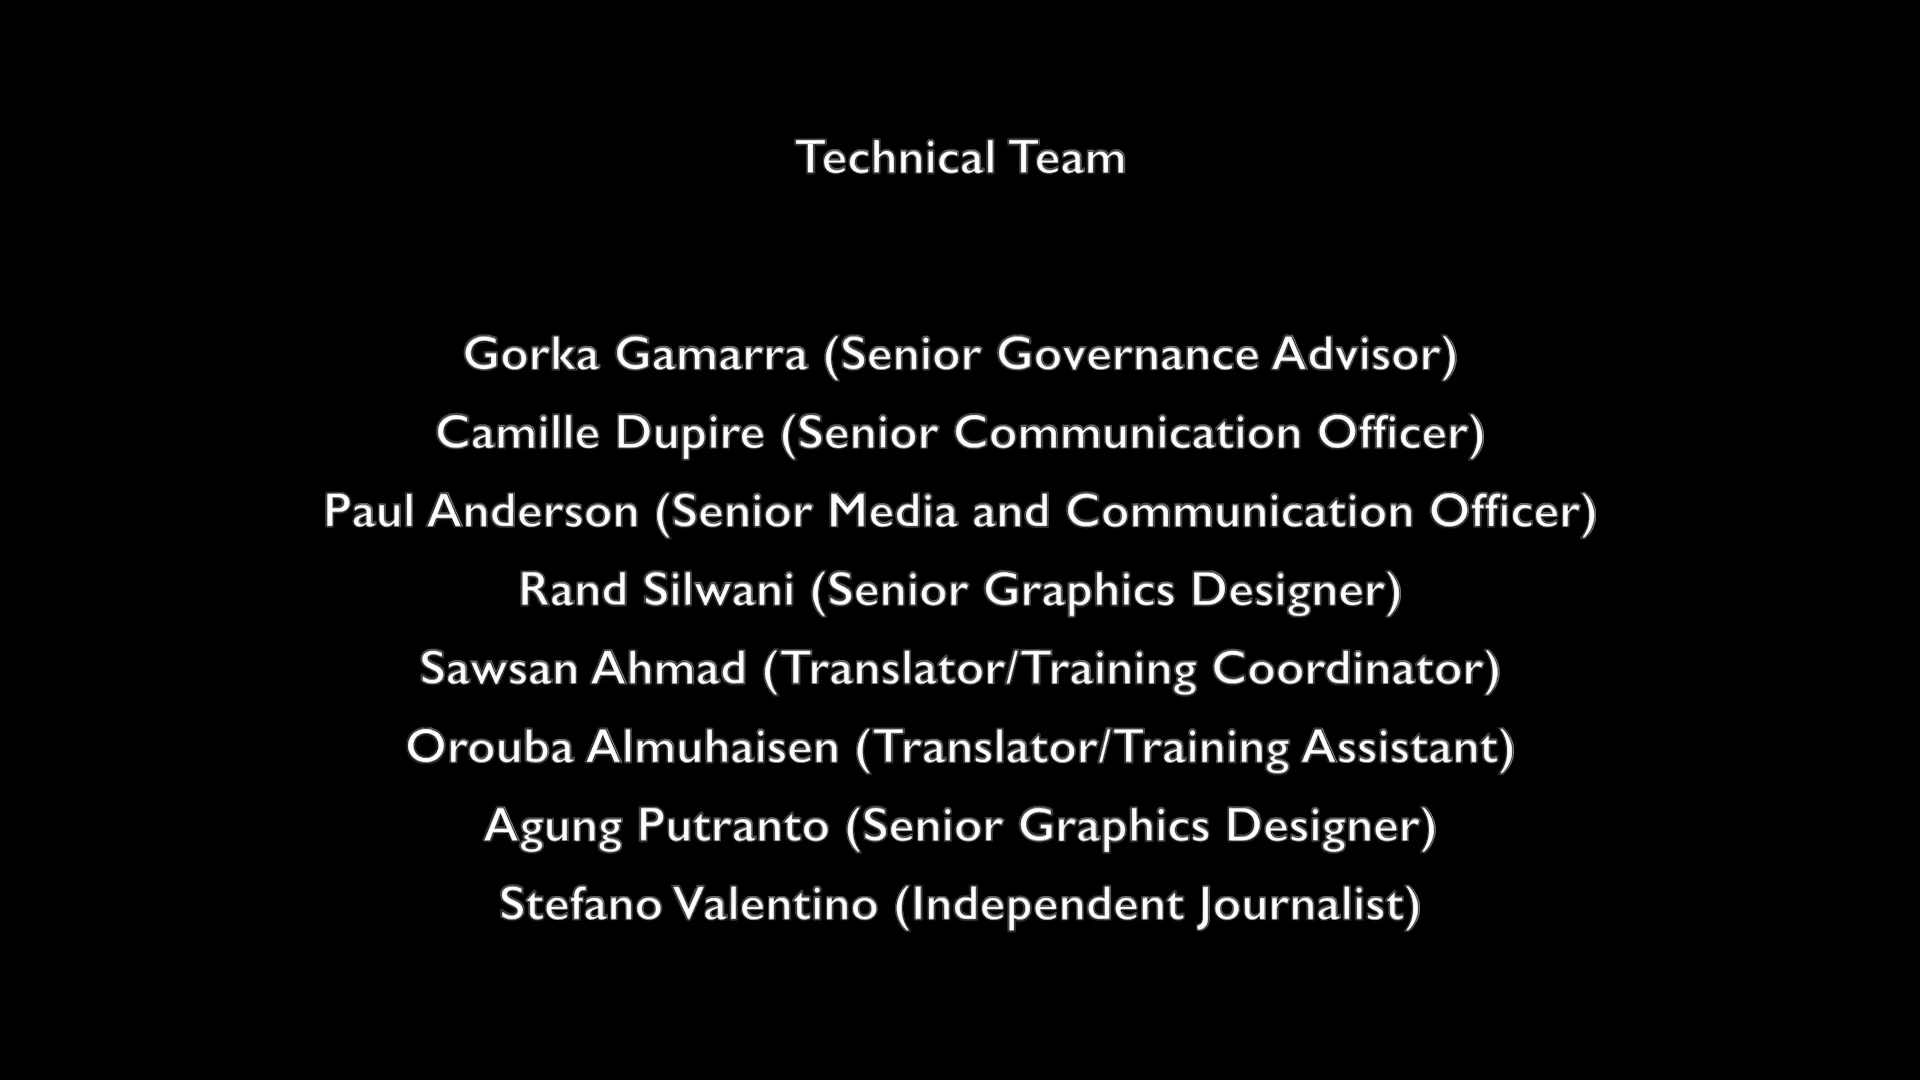 Technical Team
Gorka Gamarra (Senior Governance Advisor)
Camille Dupire (Senior Communication Officer)
Paul Anderson (Senior Media and Communication Officer)
Rand Silwani (Senior Graphics Designer)
Sawsan Ahmad (Translator/Training Coordinator)
Orouba Almuhaisen (Translator/Training Assistant)
Agung Putranto (Senior Graphics Designer)
Stefano Valentino (Independent Journalist)